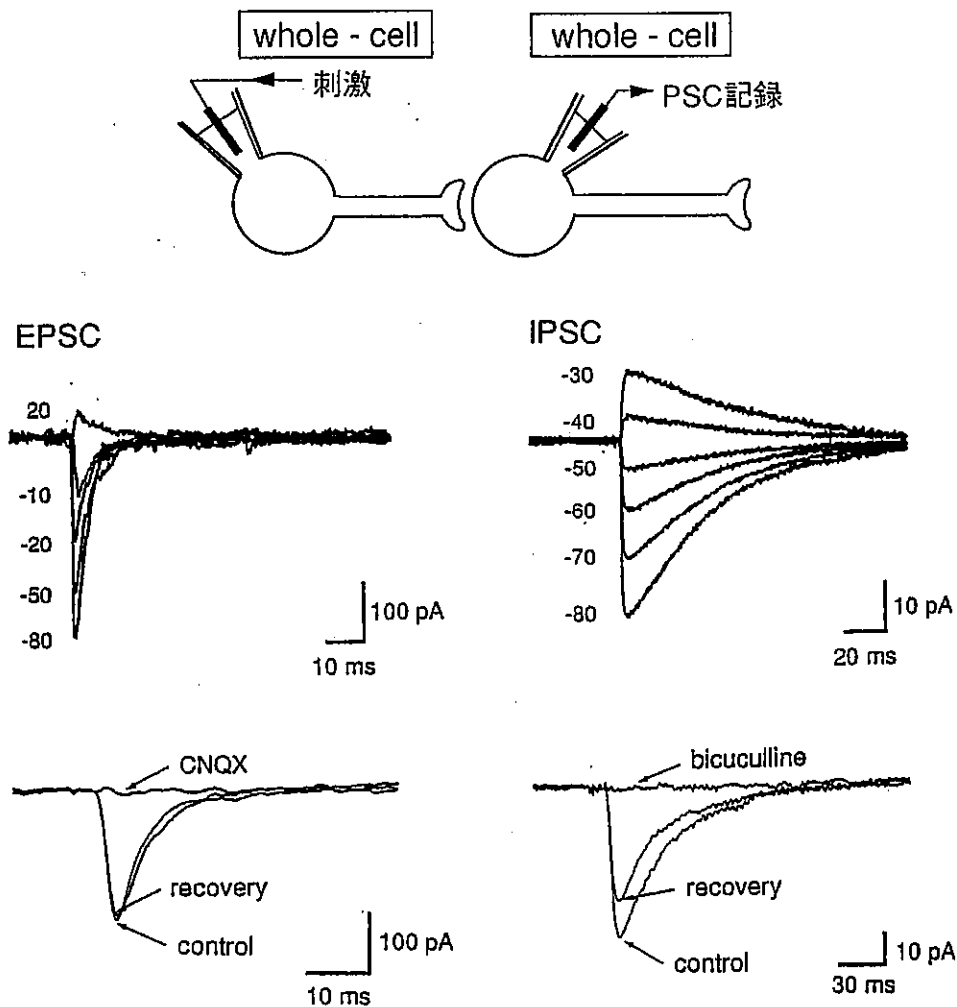 whole - cell
whole - cell
刺激
PSC記録
EPSC
20
-10
-20
-50
-80
100 pA
10 ms
IPSC
-30
-40
-50
-60
-70
-80
10 pA
20 ms
CNQX
recovery
control
100 pA
10 ms
bicuculline
recovery
control
10 pA
30 ms